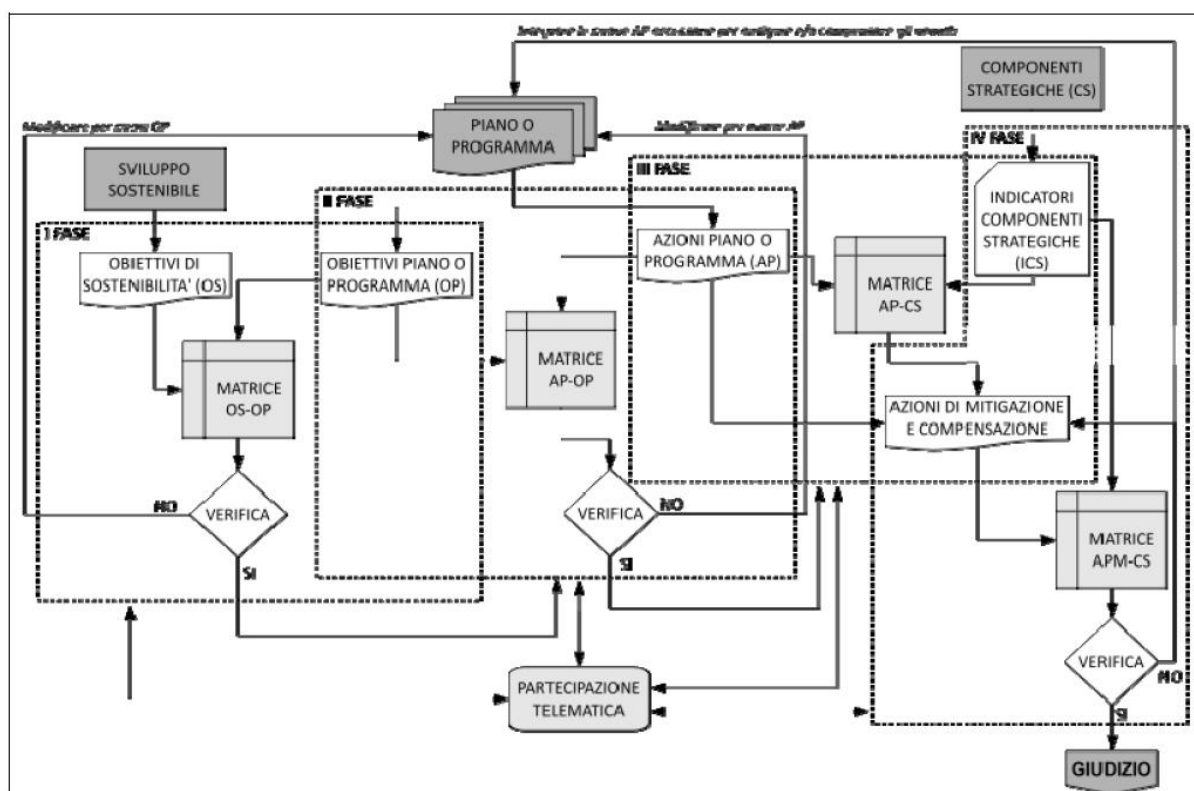 COMPONENTI
STRATEGICHE (CS)
Modificare per nuovi OP
PIANO O
PROGRAMMA
Modificare per nuove AP
IV FASE
SVILUPPO
SOSTENIBILE
III FASE
II FASE
INDICATORI
COMPONENTI
STRATEGICHE
(ICS)
I FASE
AZIONI PIANO O
PROGRAMMA (AP)
OBIETTIVI DI
SOSTENIBILITA' (OS)
OBIETTIVI PIANO O
PROGRAMMA (OP)
MATRICE
AP-CS
MATRICE
OS-OP
MATRICE
AP-OP
AZIONI DI MITIGAZIONE
E COMPENSAZIONE
NO
VERIFICA
SI
VERIFICA
NO
SI
MATRICE
APM-CS
VERIFICA
NO
SI
PARTECIPAZIONE
TELEMATICA
GIUDIZIO